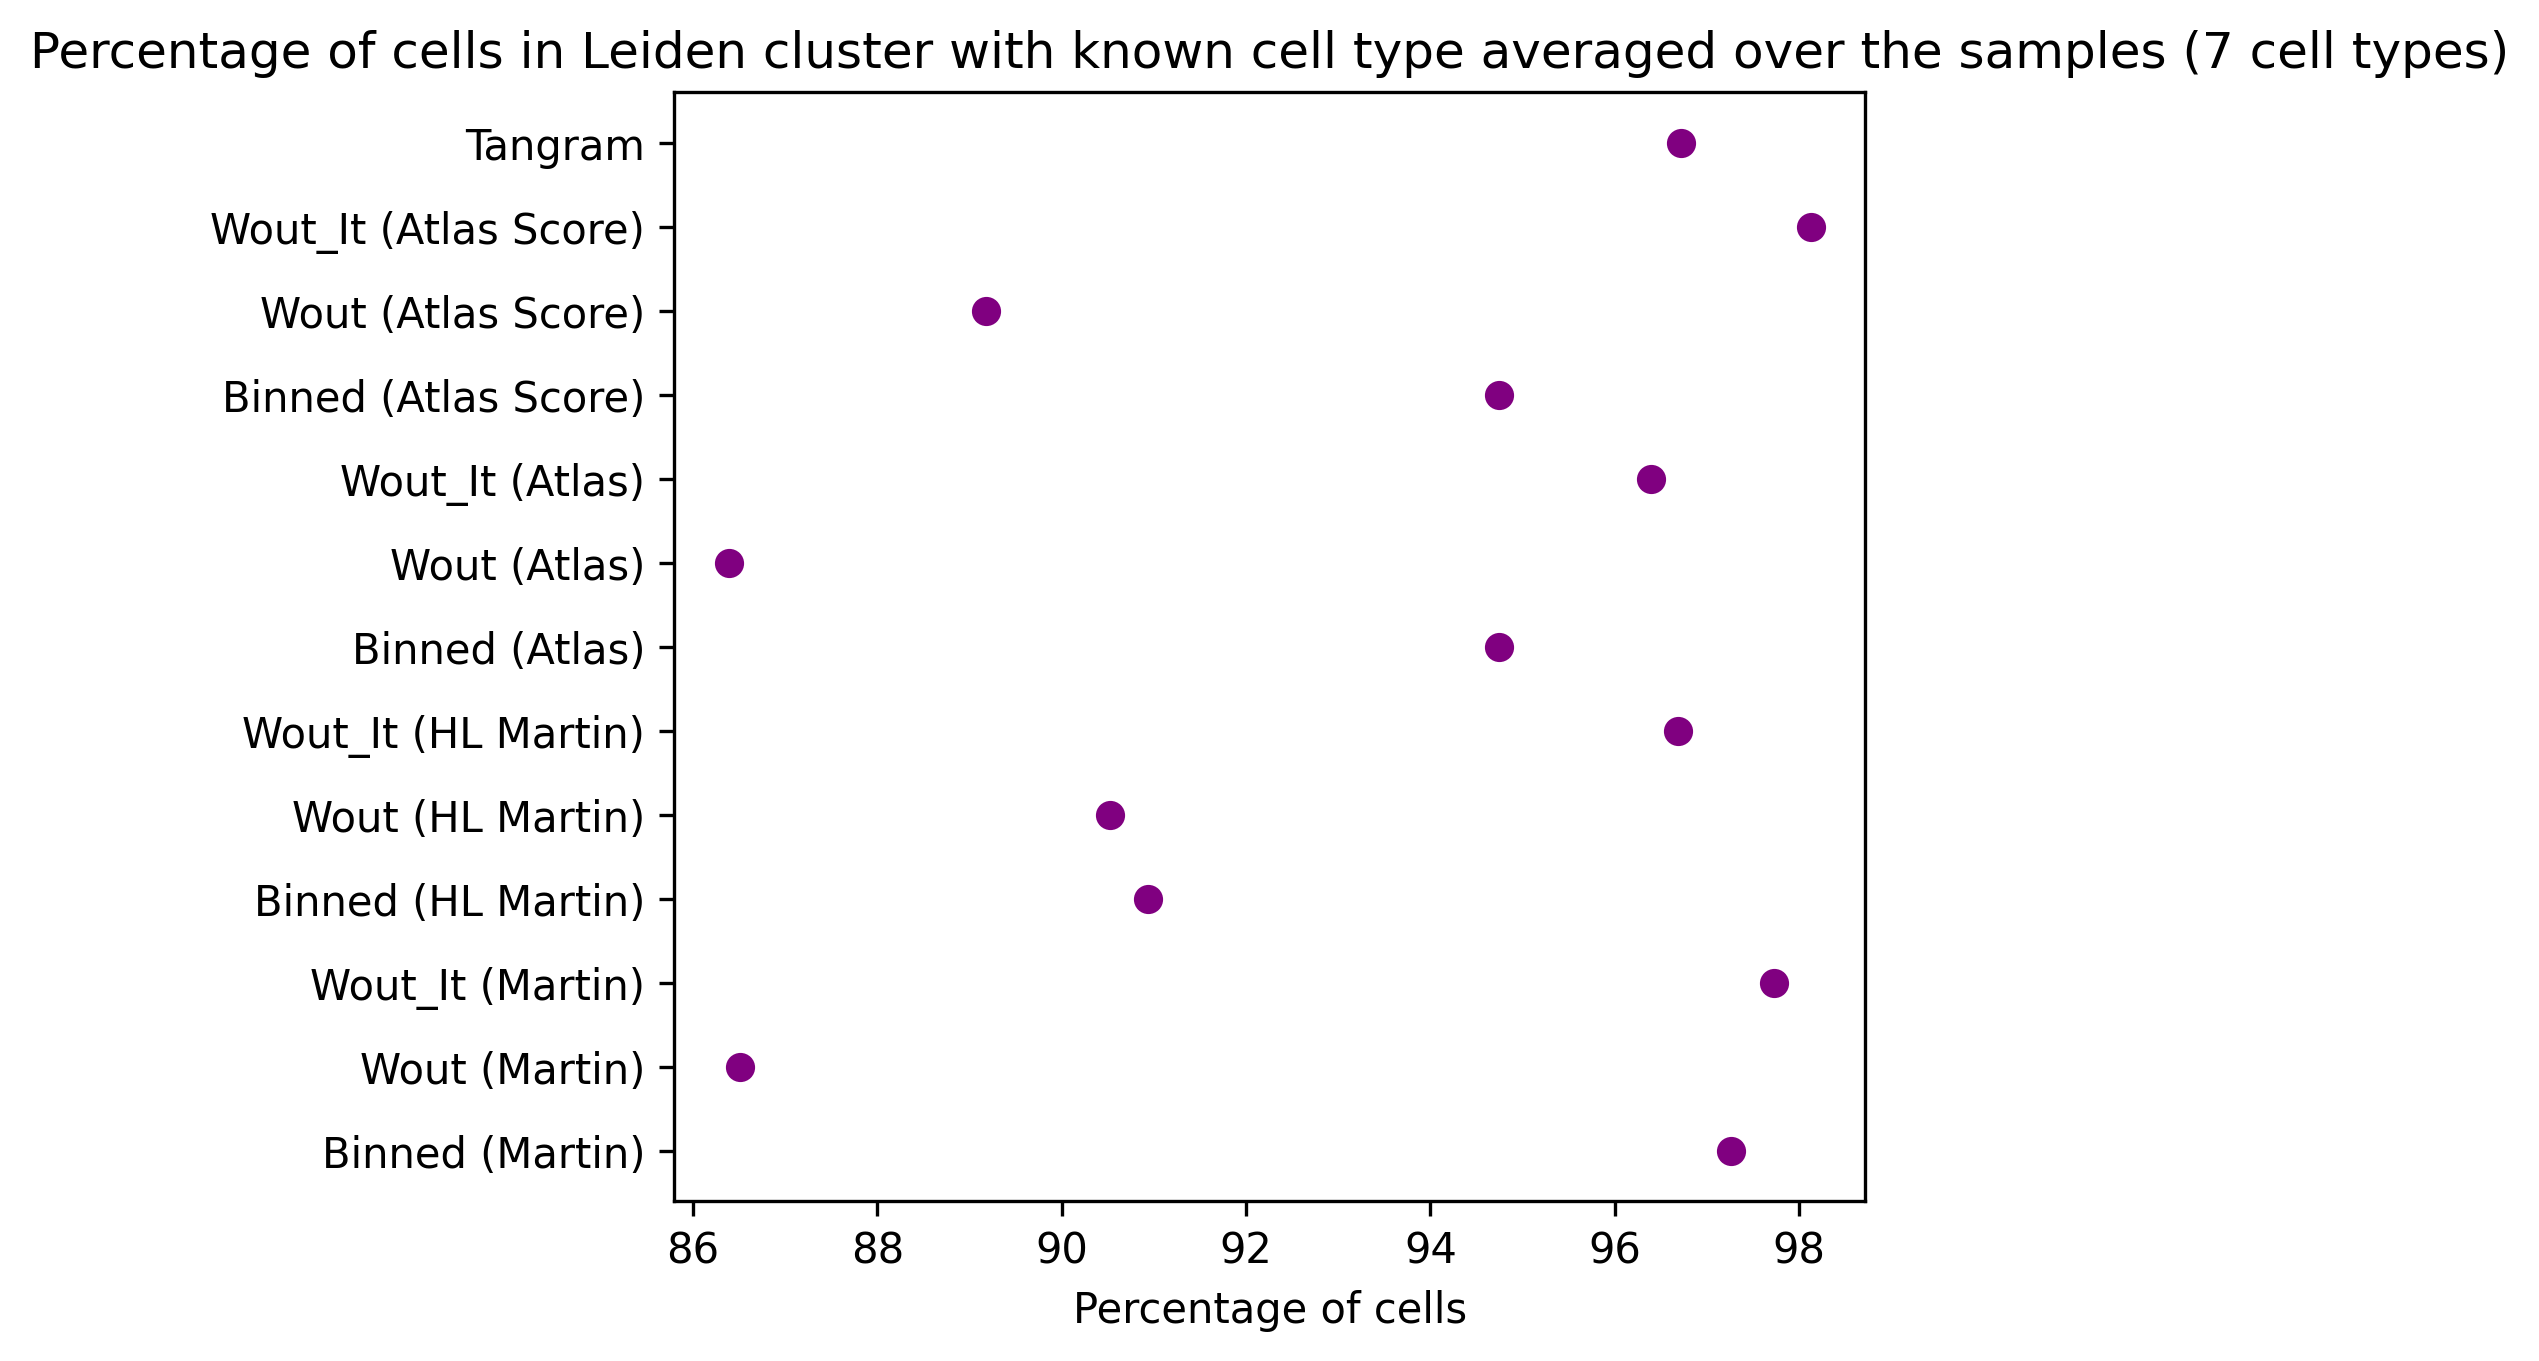 Percentage of cells in Leiden cluster with known cell type averaged over the samples (7 cell types)
Tangram
Wout_It (Atlas Score)
Wout (Atlas Score)
Binned (Atlas Score)
Wout_It (Atlas)
Wout (Atlas)
Binned (Atlas)
Wout_It (HL Martin)
Wout (HL Martin)
Binned (HL Martin)
Wout_It (Martin)
Wout (Martin)
Binned (Martin)
86 88 90 92 94 96 98
Percentage of cells